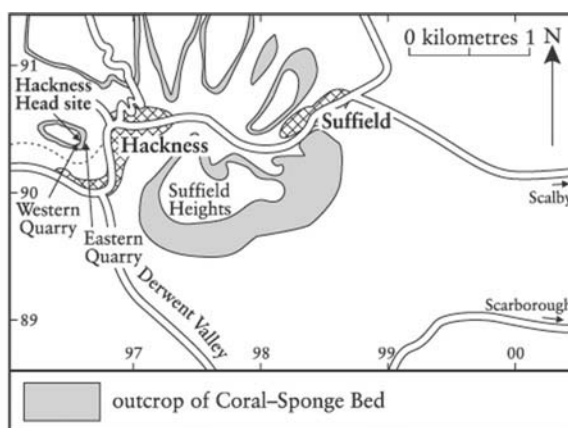 0 kilometres 1
N
91
Hackness
Head site
Suffield
Hackness
Suffield
Heights
90
Scalby
Western
Quarry
Eastern
Quarry
Derwent Valley
Scarborough
89
97
98
99
00
outcrop of Coral–Sponge Bed